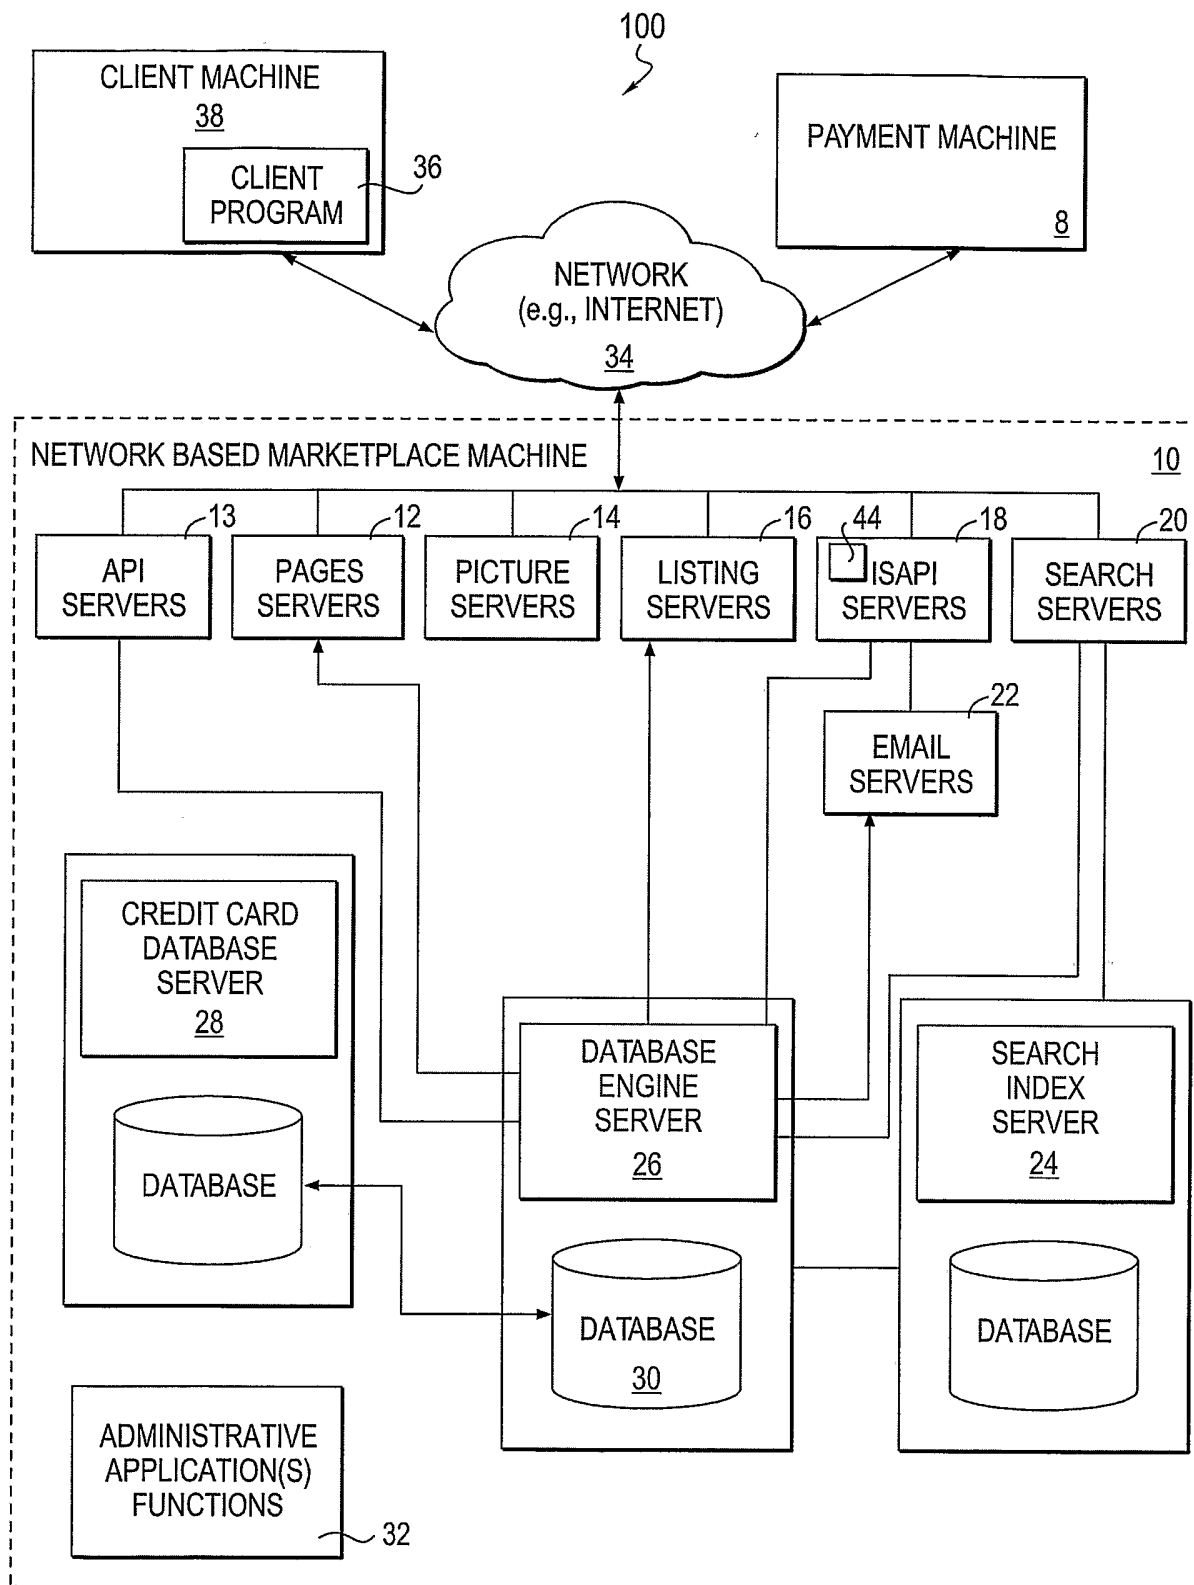 100
CLIENT MACHINE
38
CLIENT
PROGRAM
36
PAYMENT MACHINE
8
NETWORK
(e.g., INTERNET)
34
NETWORK BASED MARKETPLACE MACHINE
10
13
API
SERVERS
12
PAGES
SERVERS
14
PICTURE
SERVERS
16
LISTING
SERVERS
44
18
ISAPI
SERVERS
20
SEARCH
SERVERS
22
EMAIL
SERVERS
CREDIT CARD
DATABASE
SERVER
28
DATABASE
DATABASE
ENGINE
SERVER
26
DATABASE
30
SEARCH
INDEX
SERVER
24
DATABASE
ADMINISTRATIVE
APPLICATION(S)
FUNCTIONS
32